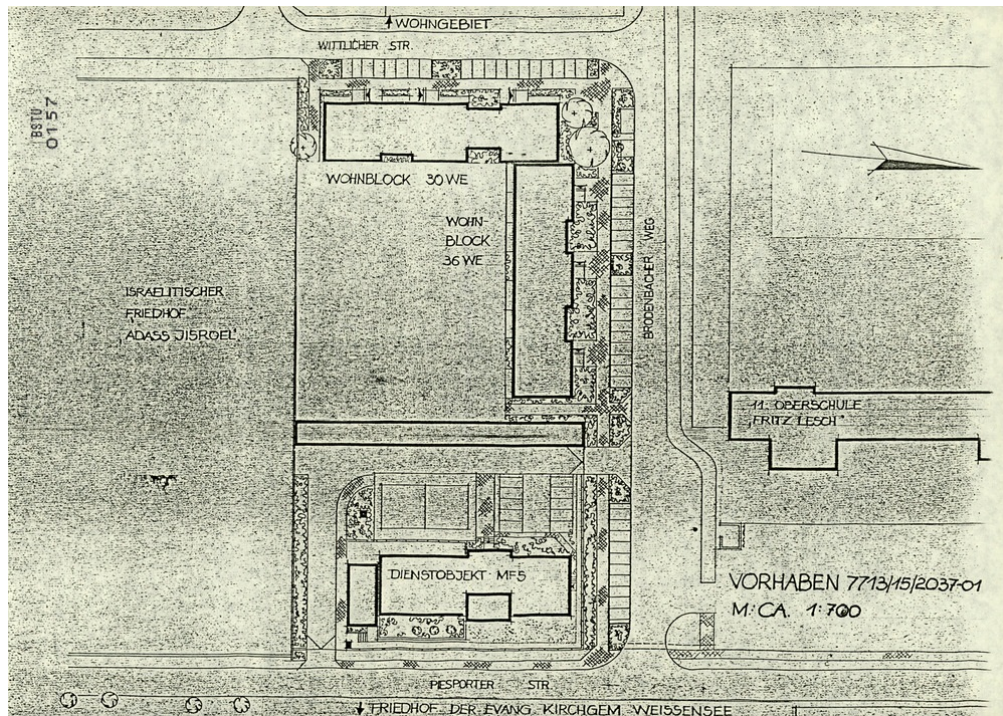 WOHNGEBIET
WITTLICHER STR.
BSTU
0157
WOHNBLOCK 30 WE
WOHN-
BLOCK
36 WE
BRODENBACHER WEG
ISRAELITISCHER
FRIEDHOF
"ADASS JISROEL"
11. OBERSCHULE
"FRITZ LESCH"
DIENSTOBJEKT MFS
VORHABEN 7713/15/2037-01
M: CA. 1:700
PIESPORTER STR.
FRIEDHOF DER EVANG. KIRCHGEM. WEISSENSEE